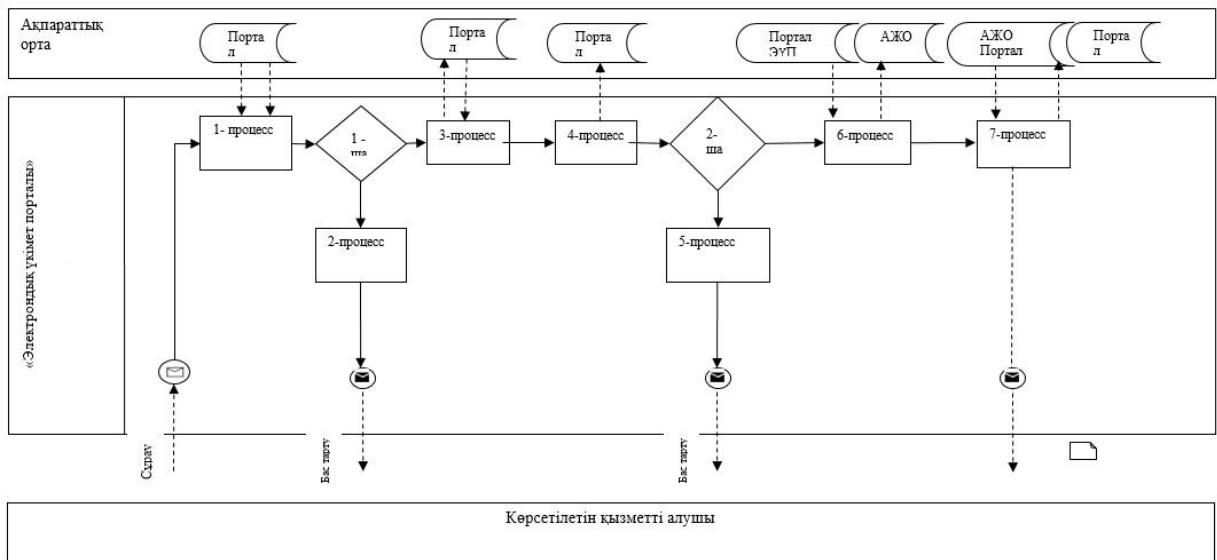 Ақпараттық
орта
Порта
л
Порта
л
Порта
л
Портал
ЭҮП
АЖО
АЖО
Портал
Порта
л
«Электрондық үкімет порталы»
1- процесс
1 -
ша
3-процесс
4-процесс
2-
ша
6-процесс
7-процесс
2-процесс
5-процесс
Сұрау
Бас тарту
Бас тарту
Көрсетілетін қызметті алушы